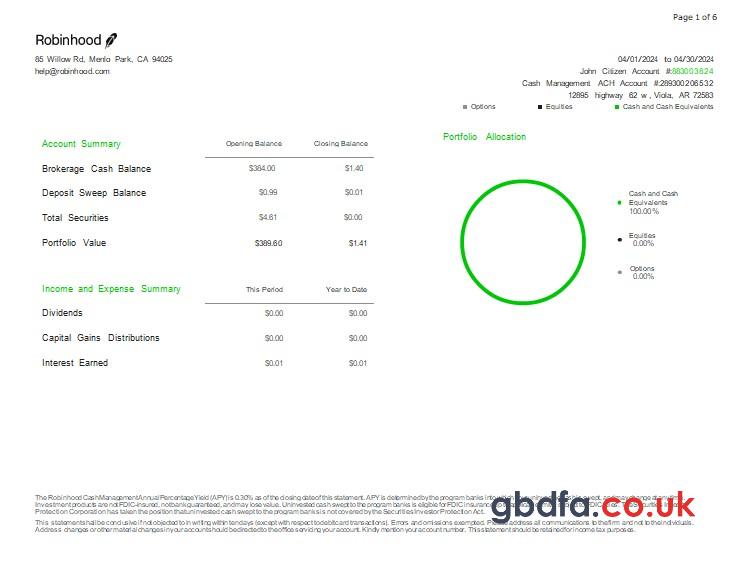 Page 1 of 6
Robinhood
85 Willow Rd, Menlo Park, CA 94025
help@robinhood.com
04/01/2024 to 04/30/2024
John Citizen Account #:883003624
Cash Management ACH Account #:289300206532
12895 highway 62 w , Viola, AR 72583
Options Equities Cash and Cash Equivalents
Account Summary Opening Balance Closing Balance
Brokerage Cash Balance $384.00 $1.40
Deposit Sweep Balance $0.99 $0.01
Total Securities $4.61 $0.00
Portfolio Value $389.60 $1.41
Income and Expense Summary This Period Year to Date
Dividends $0.00 $0.00
Capital Gains Distributions $0.00 $0.00
Interest Earned $0.01 $0.01
Portfolio Allocation
Cash and Cash
Equivalents
100.00%
Equities
0.00%
Options
0.00%
The Robinhood Cash Management Annual Percentage Yield (APY) is 0.30% as of the closing date of this statement. APY is determined by the program banks into which
Investment products are not FDIC-insured, not bank guaranteed, and may lose value. Uninvested cash swept to the program banks is eligible for FDIC insurance
Protection Corporation has taken the position that uninvested cash swept to the program banks is not covered by the Securities Investor Protection Act.
This statement shall be conclusive if not objected to in writing within ten days (except with respect to debit card transactions). Errors and omissions exempted. Please address all communications to the firm and not to the individuals.
Address changes or other material changes in your accounts should be directed to the office servicing your account. Kindly mention your account number. This statement should be retained for income tax purposes.
gbdfa.co.uk